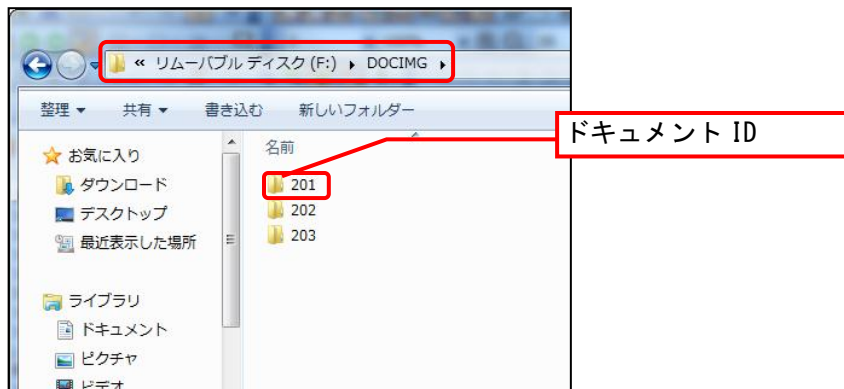 « リムーバブル ディスク (F:) ▸ DOCIMG ▸
整理 ▼ 共有 ▼ 書き込む 新しいフォルダー
ドキュメント ID
お気に入り
ダウンロード
デスクトップ
最近表示した場所
ライブラリ
ドキュメント
ピクチャ
ビデオ
名前
201
202
203